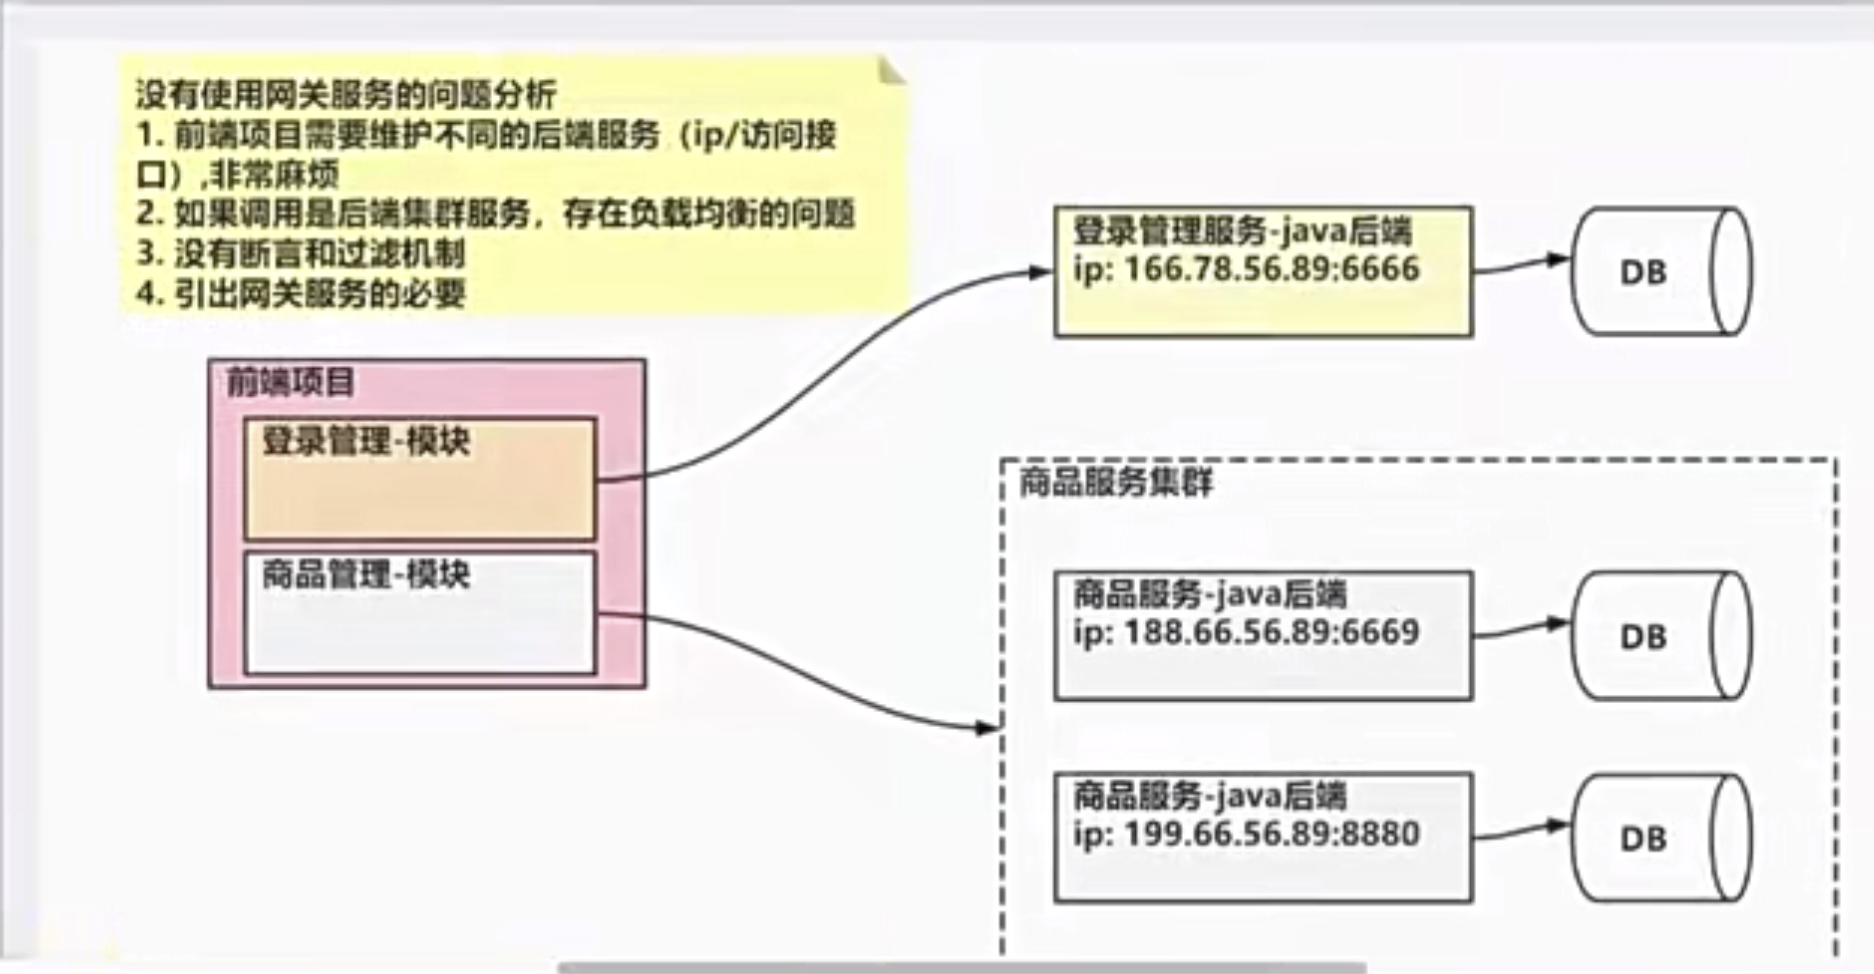 没有使用网关服务的问题分析
1. 前端项目需要维护不同的后端服务（ip/访问接
口）,非常麻烦
2. 如果调用是后端集群服务，存在负载均衡的问题
3. 没有断言和过滤机制
4. 引出网关服务的必要
前端项目
登录管理-模块
商品管理-模块
登录管理服务-java后端
ip: 166.78.56.89:6666
DB
商品服务集群
商品服务-java后端
ip: 188.66.56.89:6669
DB
商品服务-java后端
ip: 199.66.56.89:8880
DB